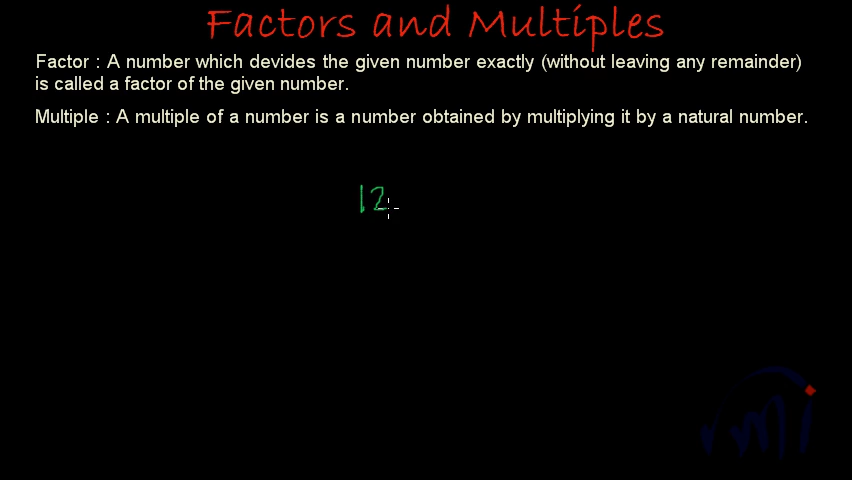 Factors and Multiples
Factor : A number which devides the given number exactly (without leaving any remainder)
is called a factor of the given number.
Multiple : A multiple of a number is a number obtained by multiplying it by a natural number.
12
vmi